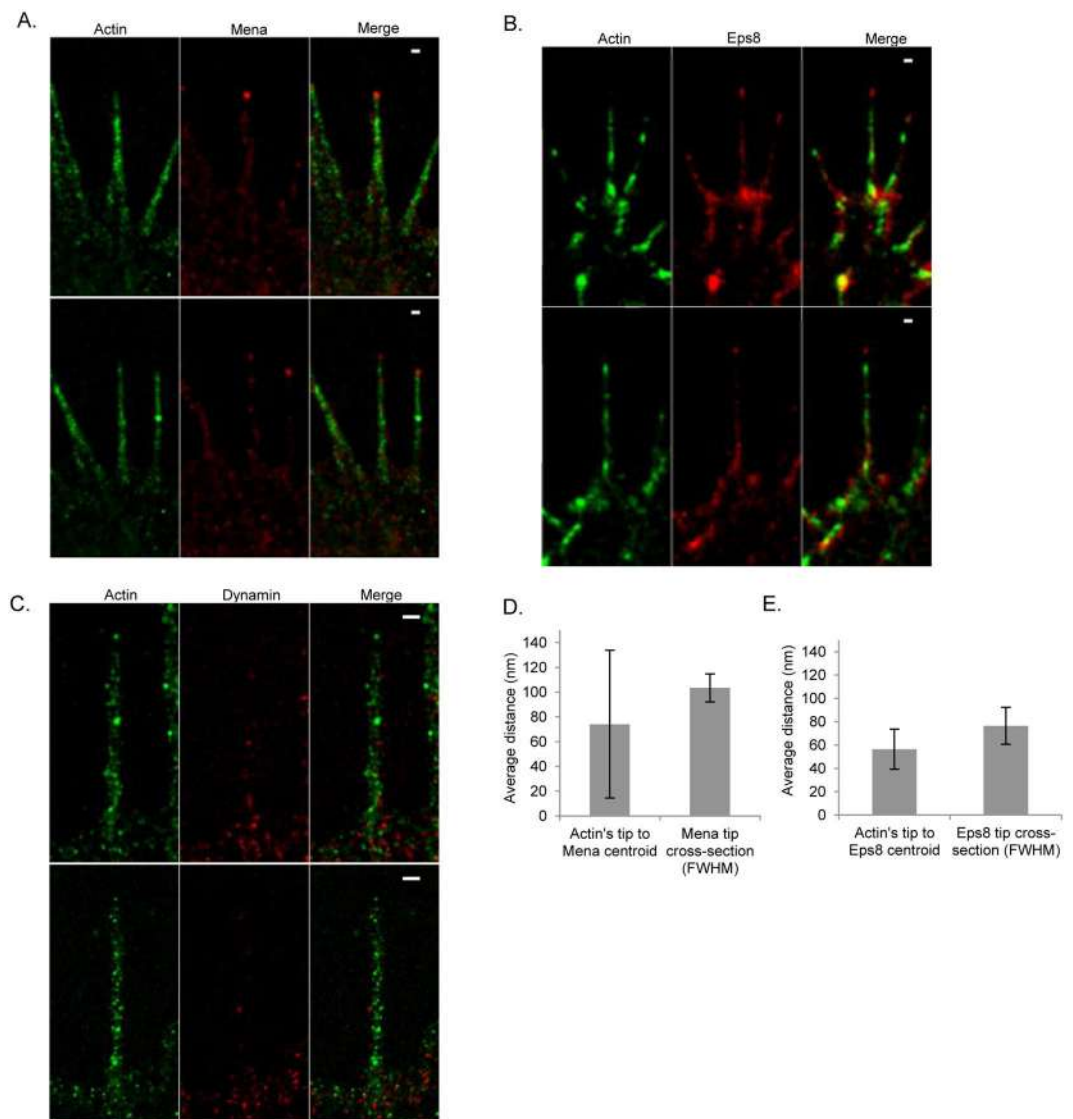 A.
Actin Mena Merge
B.
Actin Eps8 Merge
C.
Actin Dynamin Merge
D.
140
120
100
80
60
40
20
0
Average distance (nm)
Actin's tip to
Mena centroid
Mena tip
cross-section
(FWHM)
E.
140
120
100
80
60
40
20
0
Average distance (nm)
Actin's tip to
Eps8 centroid
Eps8 tip cross-
section (FWHM)